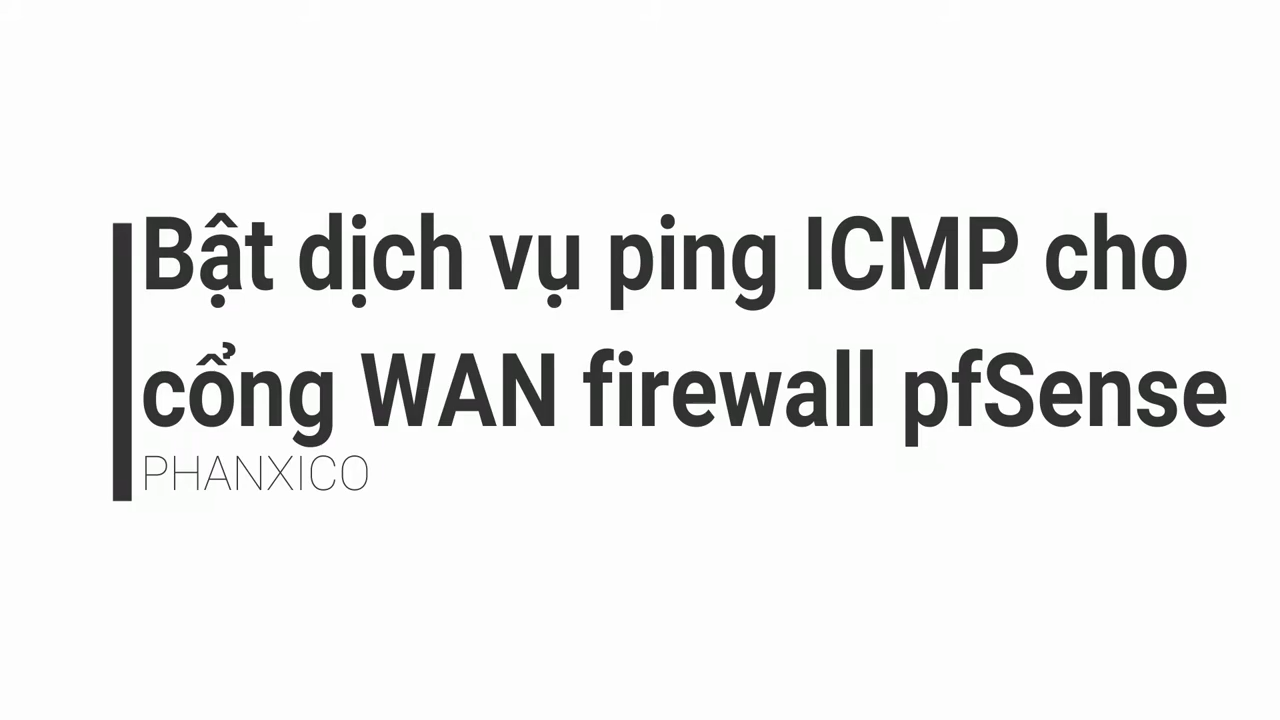 Bật dịch vụ ping ICMP cho
cổng WAN firewall pfSense
PHANXICO